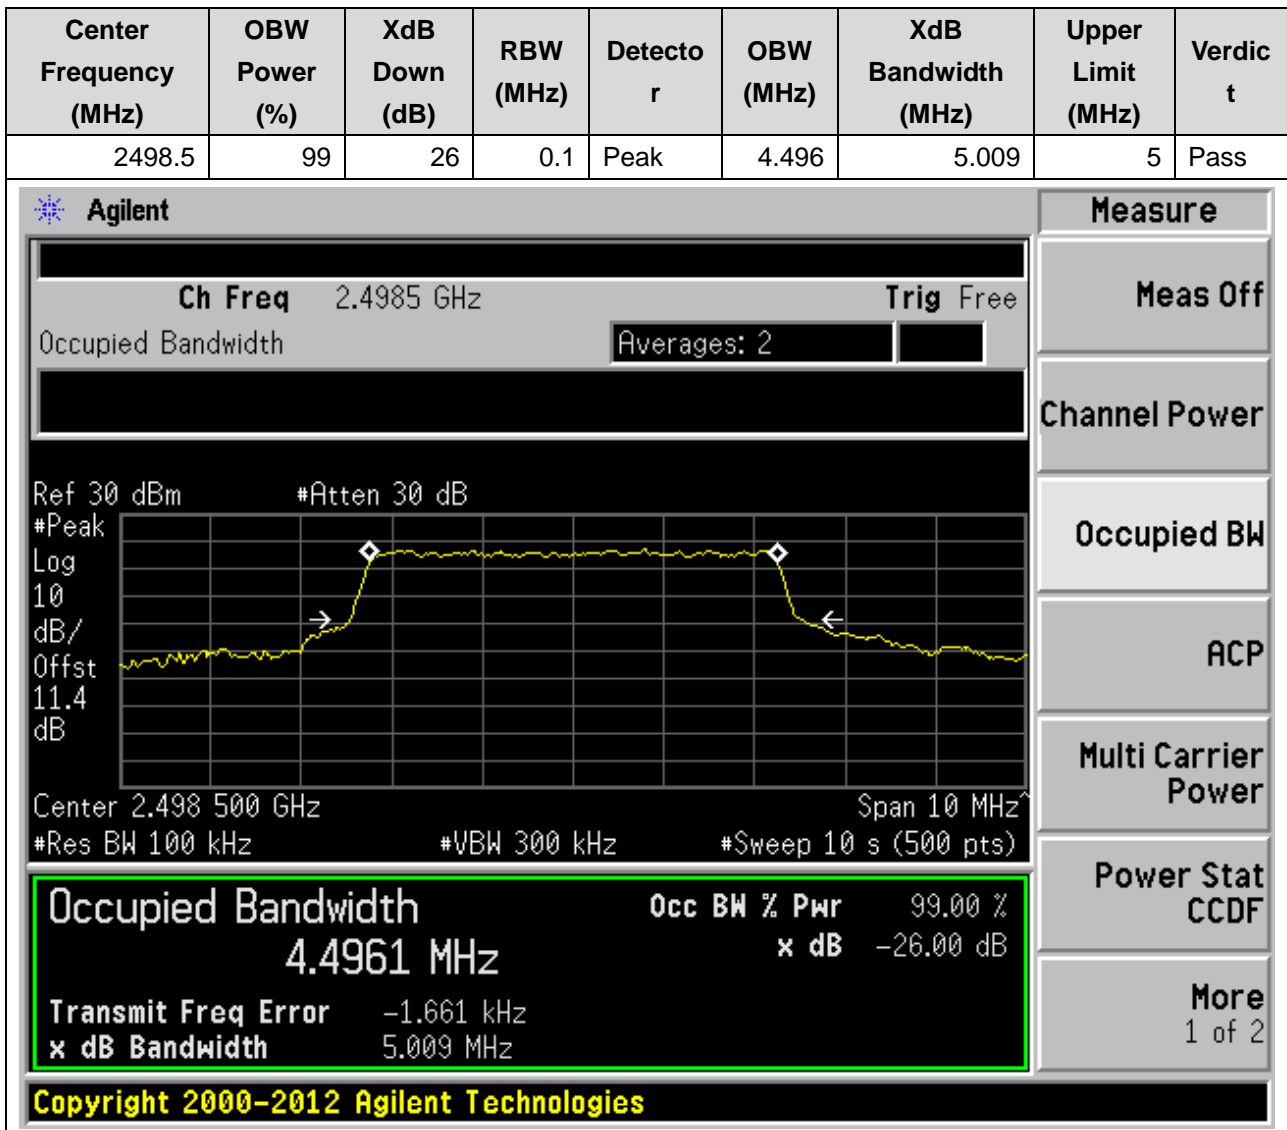 Center Frequency (MHz) OBW Power (%) XdB Down (dB) RBW (MHz) Detector OBW (MHz) XdB Bandwidth (MHz) Upper Limit (MHz) Verdict
2498.5 99 26 0.1 Peak 4.496 5.009 5 Pass
Agilent
Ch Freq 2.4985 GHz Trig Free
Occupied Bandwidth Averages: 2
Ref 30 dBm #Atten 30 dB
#Peak
Log
10
dB/
Offst
11.4
dB
Center 2.498 500 GHz Span 10 MHz^
#Res BW 100 kHz #VBW 300 kHz #Sweep 10 s (500 pts)
Occupied Bandwidth Occ BW % Pwr 99.00 %
4.4961 MHz x dB -26.00 dB
Transmit Freq Error -1.661 kHz
x dB Bandwidth 5.009 MHz
Copyright 2000-2012 Agilent Technologies
Measure
Meas Off
Channel Power
Occupied BW
ACP
Multi Carrier
Power
Power Stat
CCDF
More
1 of 2